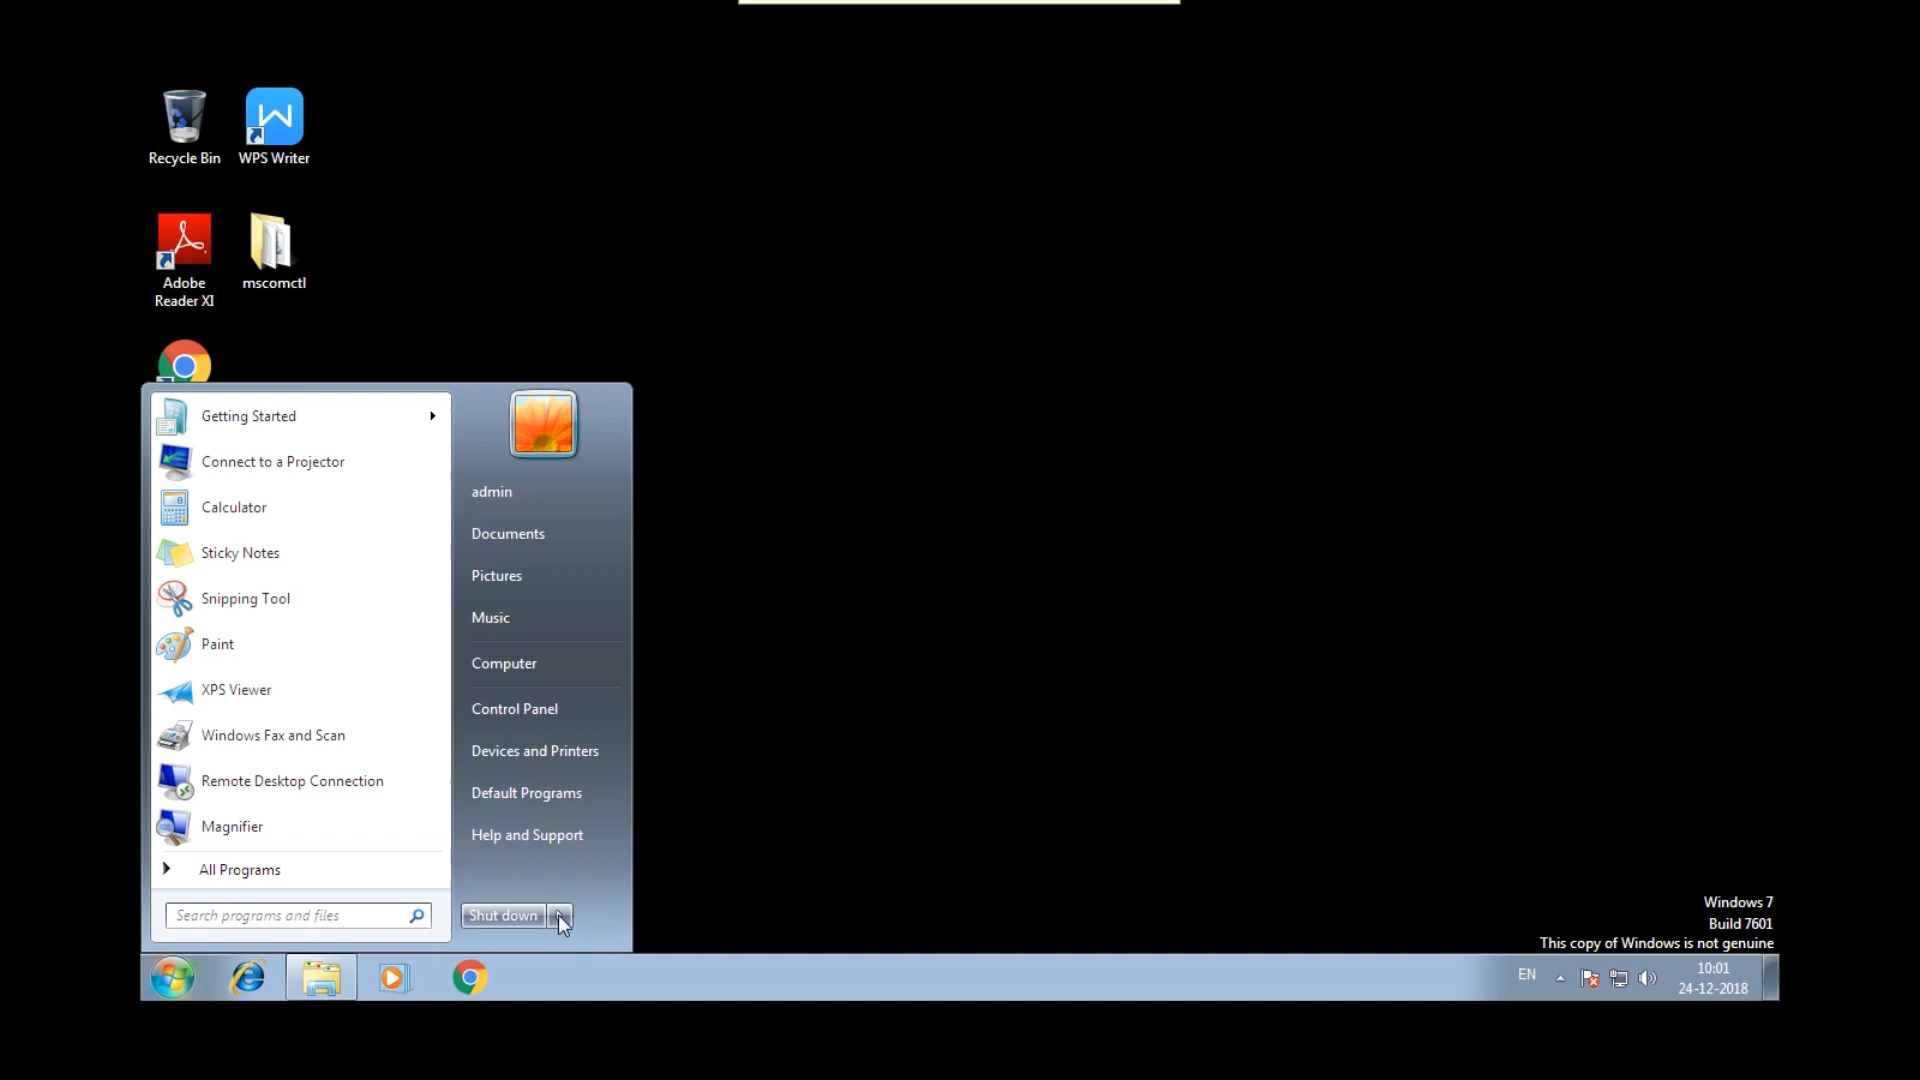 Recycle Bin
WPS Writer
Adobe
Reader XI
mscomctl
Getting Started
Connect to a Projector
Calculator
Sticky Notes
Snipping Tool
Paint
XPS Viewer
Windows Fax and Scan
Remote Desktop Connection
Magnifier
All Programs
Search programs and files
admin
Documents
Pictures
Music
Computer
Control Panel
Devices and Printers
Default Programs
Help and Support
Shut down
Windows 7
Build 7601
This copy of Windows is not genuine
EN
10:01
24-12-2018